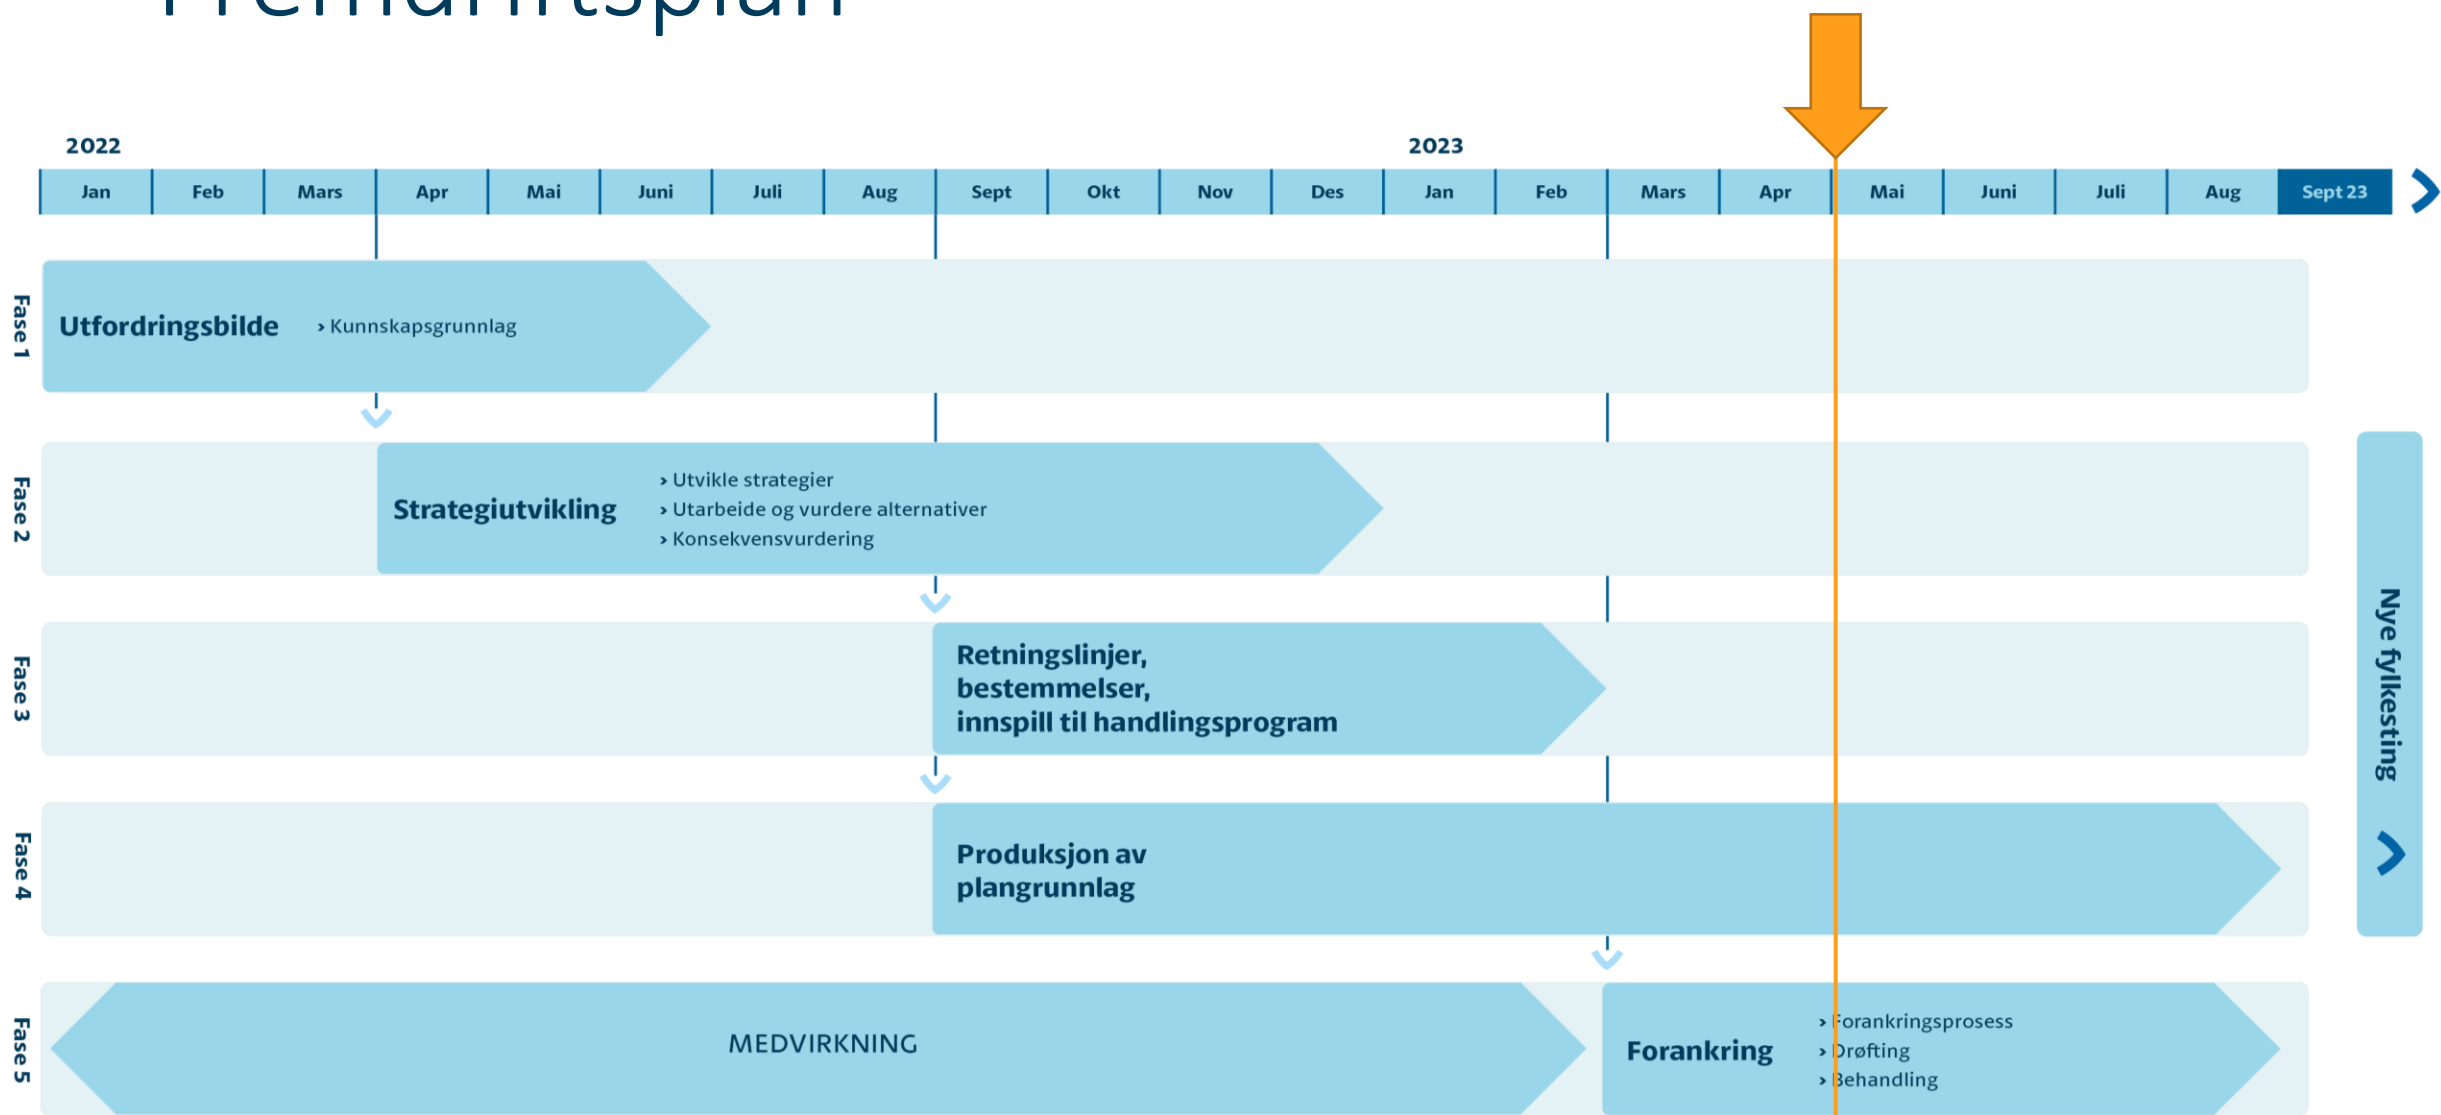 Fremdriftsplan
2022
2023
Jan Feb Mars Apr Mai Juni Juli Aug Sept Okt Nov Des Jan Feb Mars Apr Mai Juni Juli Aug Sept 23
Fase 1
Utfordringsbilde
› Kunnskapsgrunnlag
Fase 2
Strategiutvikling
› Utvikle strategier
› Utarbeide og vurdere alternativer
› Konsekvensvurdering
Fase 3
Retningslinjer,
bestemmelser,
innspill til handlingsprogram
Fase 4
Produksjon av
plangrunnlag
Nye fylkesting
Fase 5
MEDVIRKNING
Forankring
› Forankringsprosess
› Drøfting
› Behandling